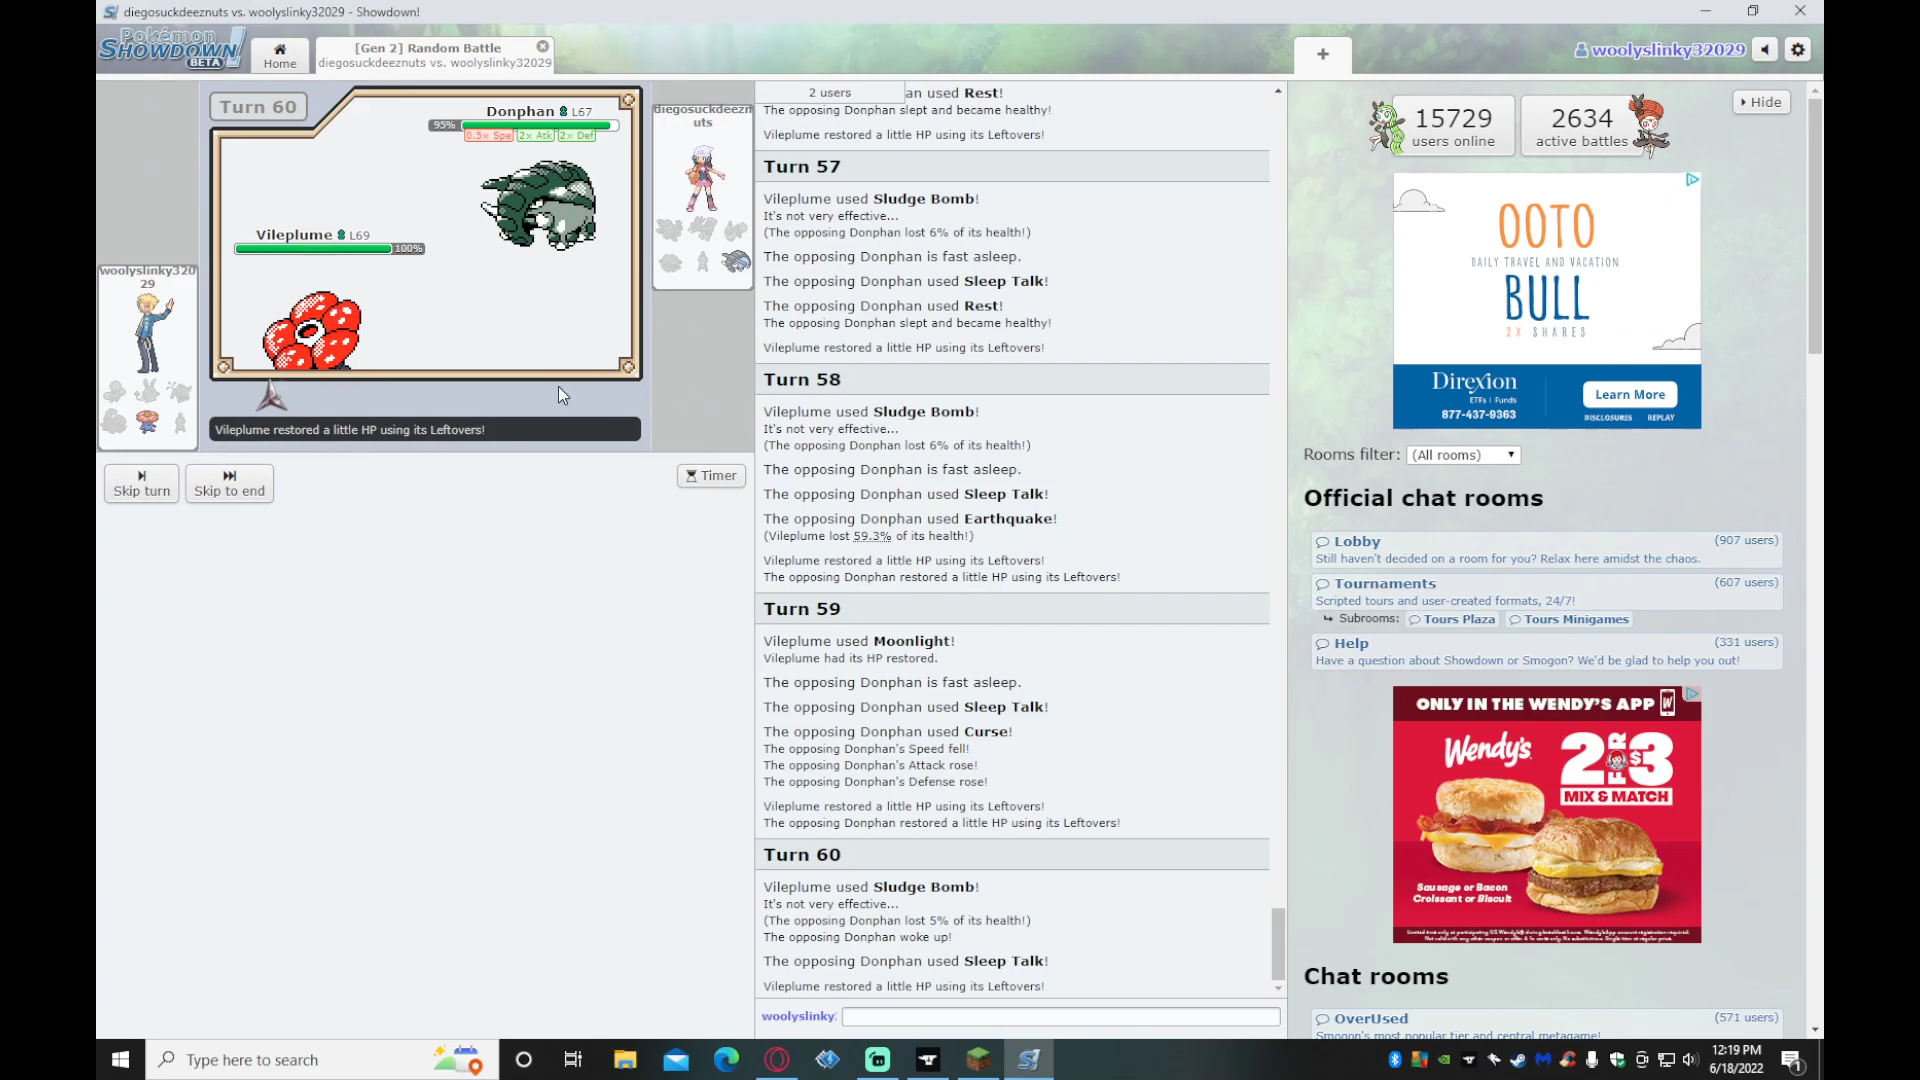 diegosuckdeeznuts vs. woolyslinky32029 - Showdown!
Pokémon
SHOWDOWN!
BETA
Home
[Gen 2] Random Battle
diegosuckdeeznuts vs. woolyslinky32029
+
woolyslinky32029
Turn 60
Donphan L67
95%
0.5× Spe 2× Atk 2× Def
Vileplume L69
100%
diegosuckdeezn
uts
woolyslinky320
29
Vileplume restored a little HP using its Leftovers!
Skip turn
Skip to end
Timer
2 users
an used Rest!
The opposing Donphan slept and became healthy!
Vileplume restored a little HP using its Leftovers!
Turn 57
Vileplume used Sludge Bomb!
It's not very effective...
(The opposing Donphan lost 6% of its health!)
The opposing Donphan is fast asleep.
The opposing Donphan used Sleep Talk!
The opposing Donphan used Rest!
The opposing Donphan slept and became healthy!
Vileplume restored a little HP using its Leftovers!
Turn 58
Vileplume used Sludge Bomb!
It's not very effective...
(The opposing Donphan lost 6% of its health!)
The opposing Donphan is fast asleep.
The opposing Donphan used Sleep Talk!
The opposing Donphan used Earthquake!
(Vileplume lost 59.3% of its health!)
Vileplume restored a little HP using its Leftovers!
The opposing Donphan restored a little HP using its Leftovers!
Turn 59
Vileplume used Moonlight!
Vileplume had its HP restored.
The opposing Donphan is fast asleep.
The opposing Donphan used Sleep Talk!
The opposing Donphan used Curse!
The opposing Donphan's Speed fell!
The opposing Donphan's Attack rose!
The opposing Donphan's Defense rose!
Vileplume restored a little HP using its Leftovers!
The opposing Donphan restored a little HP using its Leftovers!
Turn 60
Vileplume used Sludge Bomb!
It's not very effective...
(The opposing Donphan lost 5% of its health!)
The opposing Donphan woke up!
The opposing Donphan used Sleep Talk!
Vileplume restored a little HP using its Leftovers!
woolyslinky:
15729
users online
2634
active battles
Hide
OOTO
DAILY TRAVEL AND VACATION
BULL
2X SHARES
Direxion
ETFs | Funds
877-437-9363
Learn More
DISCLOSURES REPLAY
Rooms filter: (All rooms)
Official chat rooms
Lobby (907 users)
Still haven't decided on a room for you? Relax here amidst the chaos.
Tournaments (607 users)
Scripted tours and user-created formats, 24/7!
Subrooms: Tours Plaza Tours Minigames
Help (331 users)
Have a question about Showdown or Smogon? We'd be glad to help you out!
ONLY IN THE WENDY'S APP
Wendy's
2 FOR $3
MIX & MATCH
Sausage or Bacon
Croissant or Biscuit
Chat rooms
OverUsed (571 users)
Smogon's most popular tier and central metagame!
Type here to search
12:19 PM
6/18/2022
1